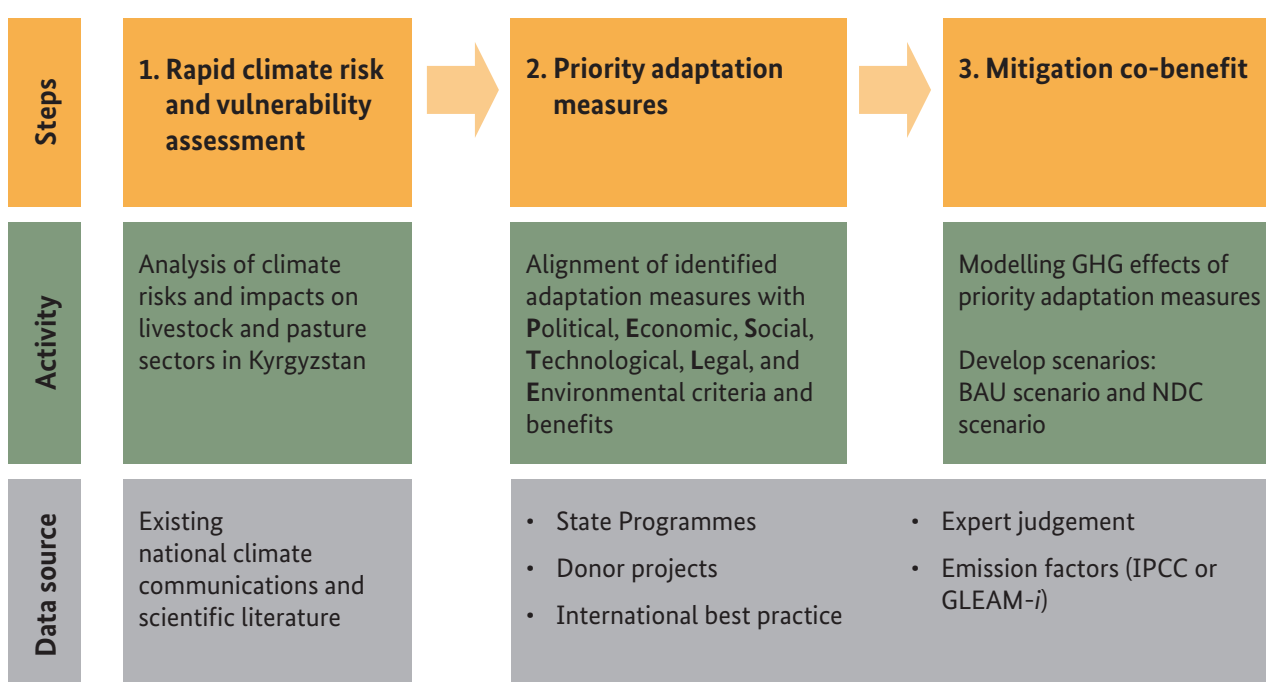 Steps
1. Rapid climate risk
and vulnerability
assessment
2. Priority adaptation
measures
3. Mitigation co-benefit
Activity
Analysis of climate
risks and impacts on
livestock and pasture
sectors in Kyrgyzstan
Alignment of identified
adaptation measures with
Political, Economic, Social,
Technological, Legal, and
Environmental criteria and
benefits
Modelling GHG effects of
priority adaptation measures
Develop scenarios:
BAU scenario and NDC
scenario
Data source
Existing
national climate
communications and
scientific literature
• State Programmes
• Donor projects
• International best practice
• Expert judgement
• Emission factors (IPCC or
GLEAM-i)